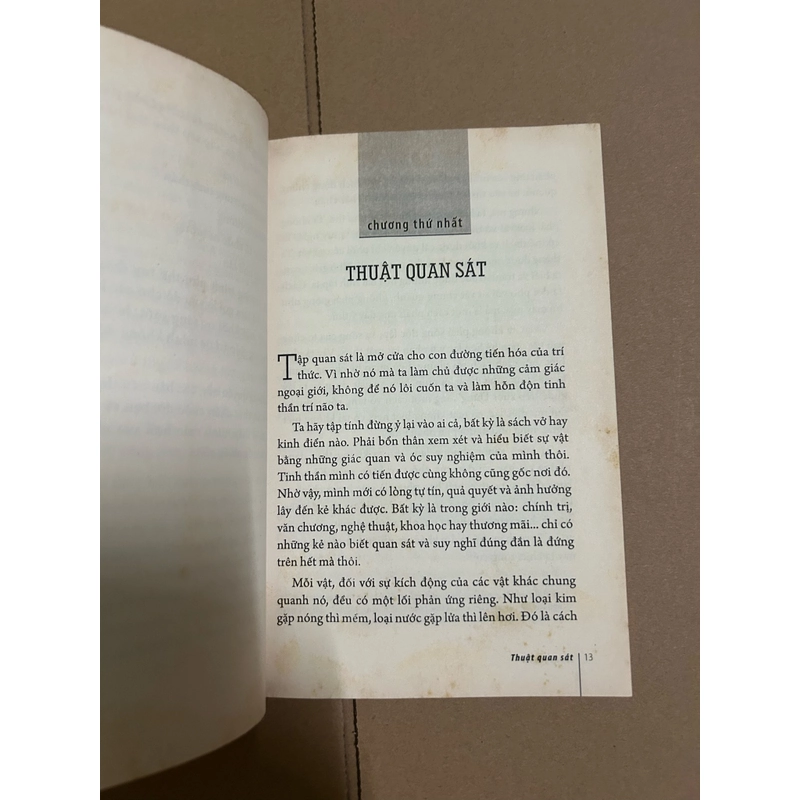 chương thứ nhất
THUẬT QUAN SÁT
Tập quan sát là mở cửa cho con đường tiến hóa của trí
thức. Vì nhờ nó mà ta làm chủ được những cảm giác
ngoại giới, không để nó lôi cuốn ta và làm hỗn độn tinh
thần trí não ta.
Ta hãy tập tính đừng ỷ lại vào ai cả, bất kỳ là sách vở hay
kinh điển nào. Phải bổn thân xem xét và hiểu biết sự vật
bằng những giác quan và óc suy nghiệm của mình thôi.
Tinh thần mình có tiến được cùng không cũng gốc nơi đó.
Nhờ vậy, mình mới có lòng tự tín, quả quyết và ảnh hưởng
lây đến kẻ khác được. Bất kỳ là trong giới nào: chính trị,
văn chương, nghệ thuật, khoa học hay thương mãi... chỉ có
những kẻ nào biết quan sát và suy nghĩ đúng đắn là đứng
trên hết mà thôi.
Mỗi vật, đối với sự kích động của các vật khác chung
quanh nó, đều có một lối phản ứng riêng. Như loại kim
gặp nóng thì mềm, loại nước gặp lửa thì lên hơi. Đó là cách
Thuật quan sát | 13